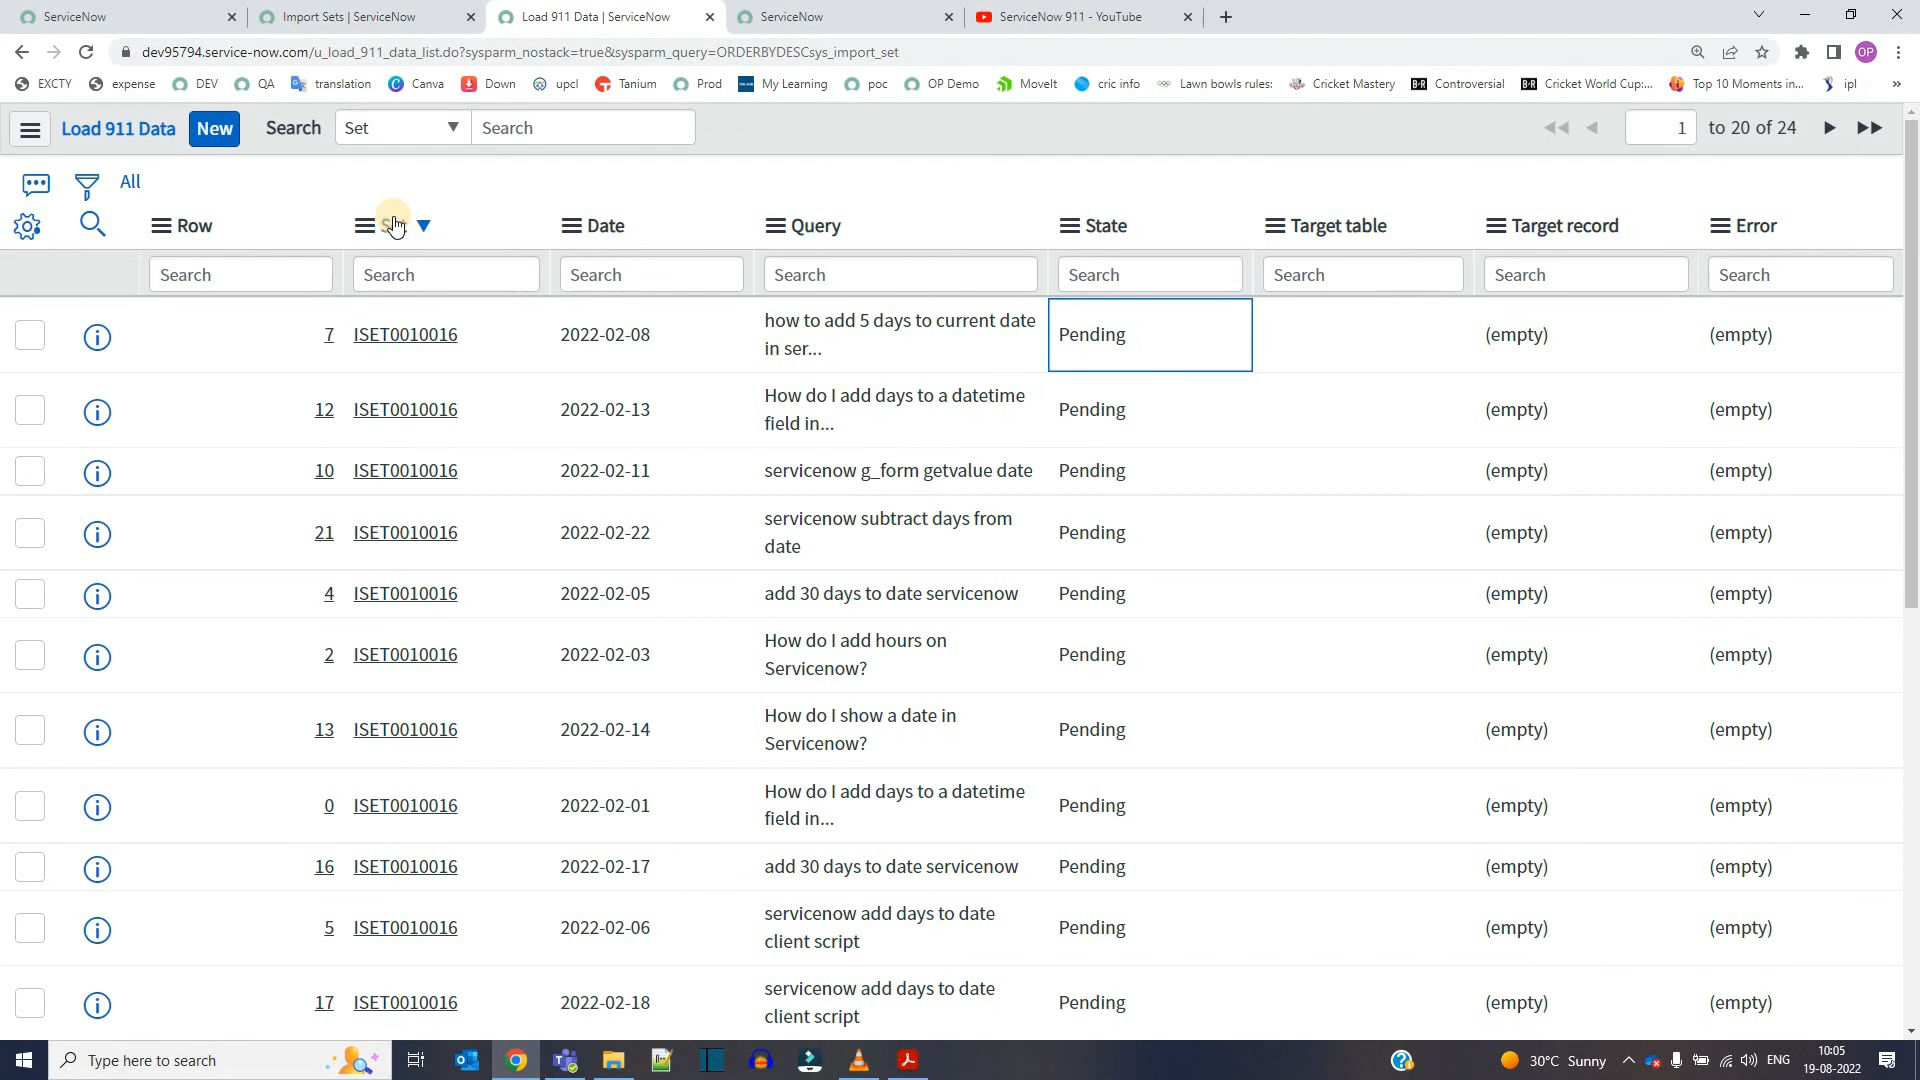 ServiceNow
Import Sets | ServiceNow
Load 911 Data | ServiceNow
ServiceNow
ServiceNow 911 - YouTube
dev95794.service-now.com/u_load_911_data_list.do?sysparm_nostack=true&sysparm_query=ORDERBYDESCsys_import_set
OP
EXCTY
expense
DEV
QA
translation
Canva
Down
upcl
Tanium
Prod
My Learning
poc
OP Demo
MoveIt
cric info
Lawn bowls rules:
Cricket Mastery
B/R Controversial
B/R Cricket World Cup:...
Top 10 Moments in...
ipl
Load 911 Data
New
Search
Set
Search
1 to 20 of 24
All
Row
Date
Query
State
Target table
Target record
Error
Search Search Search Search Search Search Search Search
7 ISET0010016 2022-02-08 how to add 5 days to current date Pending (empty) (empty)
in ser...
12 ISET0010016 2022-02-13 How do I add days to a datetime Pending (empty) (empty)
field in...
10 ISET0010016 2022-02-11 servicenow g_form getvalue date Pending (empty) (empty)
21 ISET0010016 2022-02-22 servicenow subtract days from Pending (empty) (empty)
date
4 ISET0010016 2022-02-05 add 30 days to date servicenow Pending (empty) (empty)
2 ISET0010016 2022-02-03 How do I add hours on Pending (empty) (empty)
Servicenow?
13 ISET0010016 2022-02-14 How do I show a date in Pending (empty) (empty)
Servicenow?
0 ISET0010016 2022-02-01 How do I add days to a datetime Pending (empty) (empty)
field in...
16 ISET0010016 2022-02-17 add 30 days to date servicenow Pending (empty) (empty)
5 ISET0010016 2022-02-06 servicenow add days to date Pending (empty) (empty)
client script
17 ISET0010016 2022-02-18 servicenow add days to date Pending (empty) (empty)
client script
Type here to search
30°C Sunny
ENG
10:05
19-08-2022